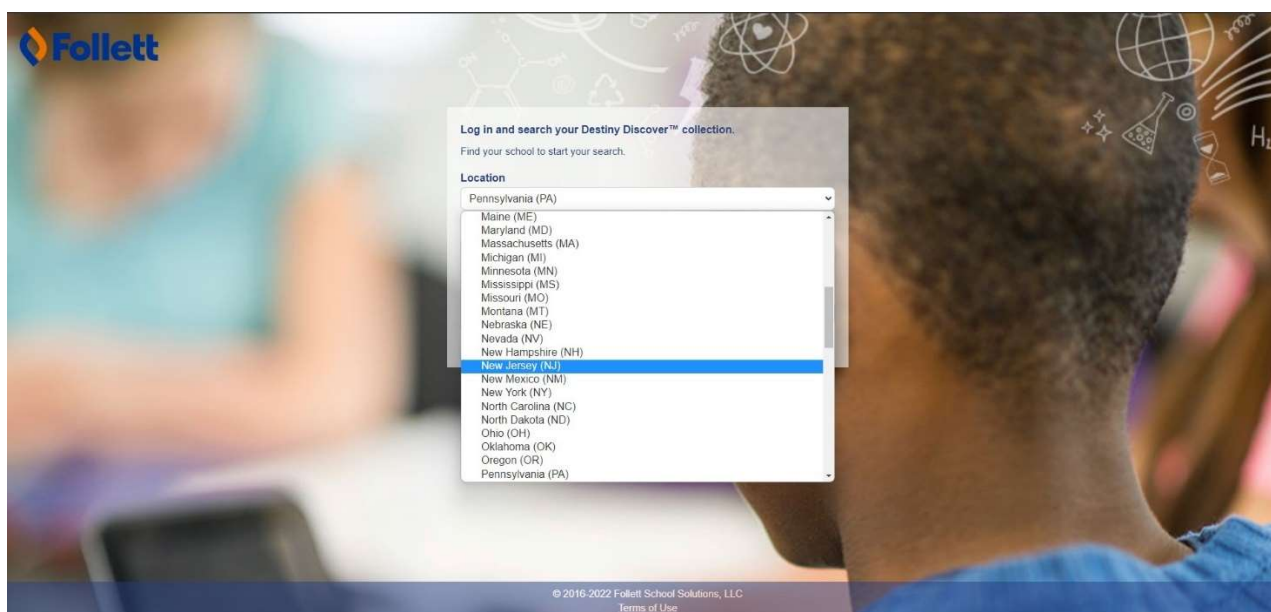 Follett
Log in and search your Destiny Discover™ collection.
Find your school to start your search.
Location
Pennsylvania (PA)
Maine (ME)
Maryland (MD)
Massachusetts (MA)
Michigan (MI)
Minnesota (MN)
Mississippi (MS)
Missouri (MO)
Montana (MT)
Nebraska (NE)
Nevada (NV)
New Hampshire (NH)
New Jersey (NJ)
New Mexico (NM)
New York (NY)
North Carolina (NC)
North Dakota (ND)
Ohio (OH)
Oklahoma (OK)
Oregon (OR)
Pennsylvania (PA)
© 2016-2022 Follett School Solutions, LLC
Terms of Use